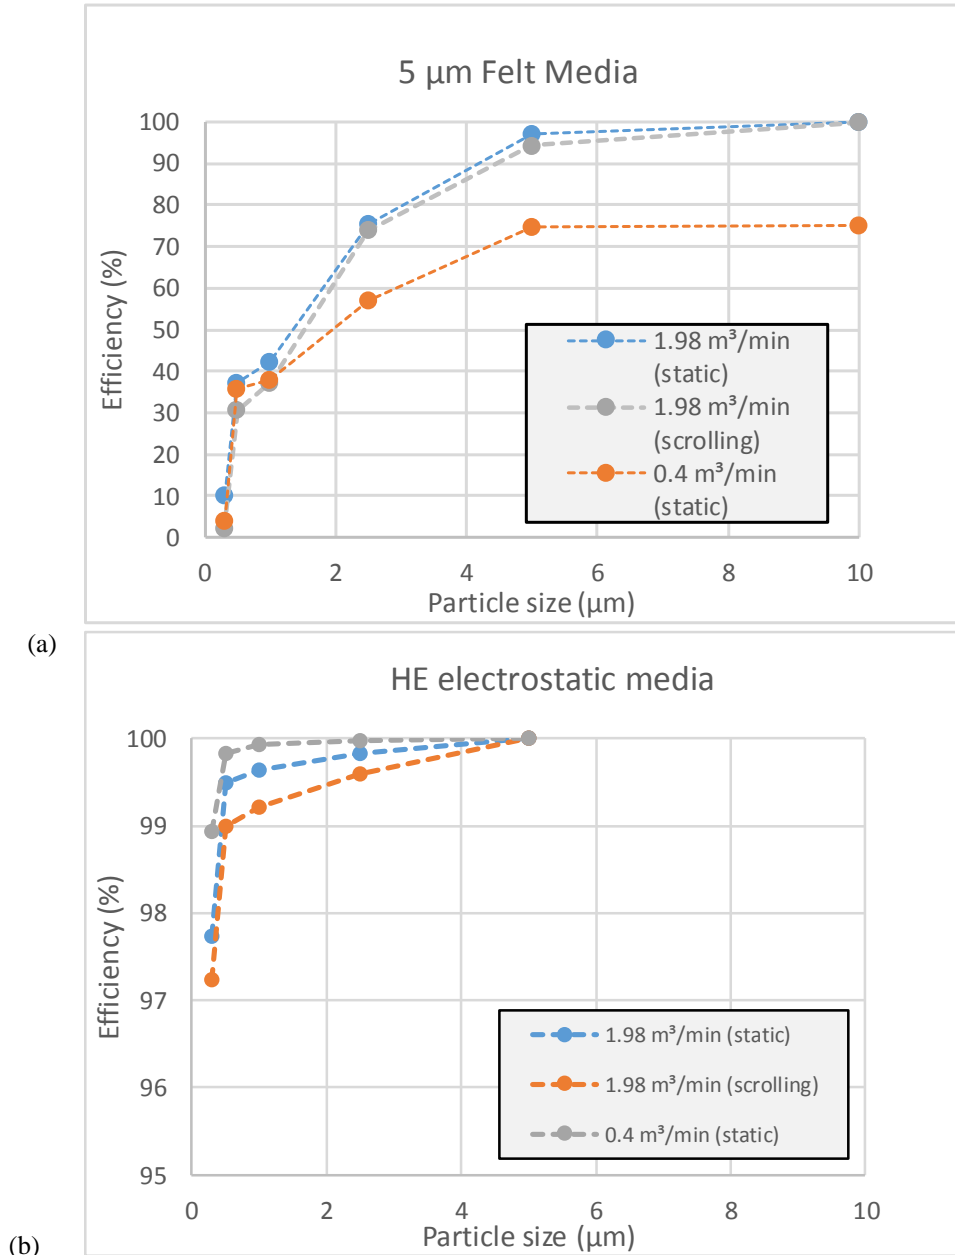 5 µm Felt Media
100
90
80
70
60
50
40
30
20
10
0
Efficiency (%)
1.98 m³/min
(static)
1.98 m³/min
(scrolling)
0.4 m³/min
(static)
0 2 4 6 8 10
Particle size (µm)
(a)
HE electrostatic media
100
99
98
97
96
95
Efficiency (%)
1.98 m³/min (static)
1.98 m³/min (scrolling)
0.4 m³/min (static)
0 2 4 6 8 10
Particle size (µm)
(b)